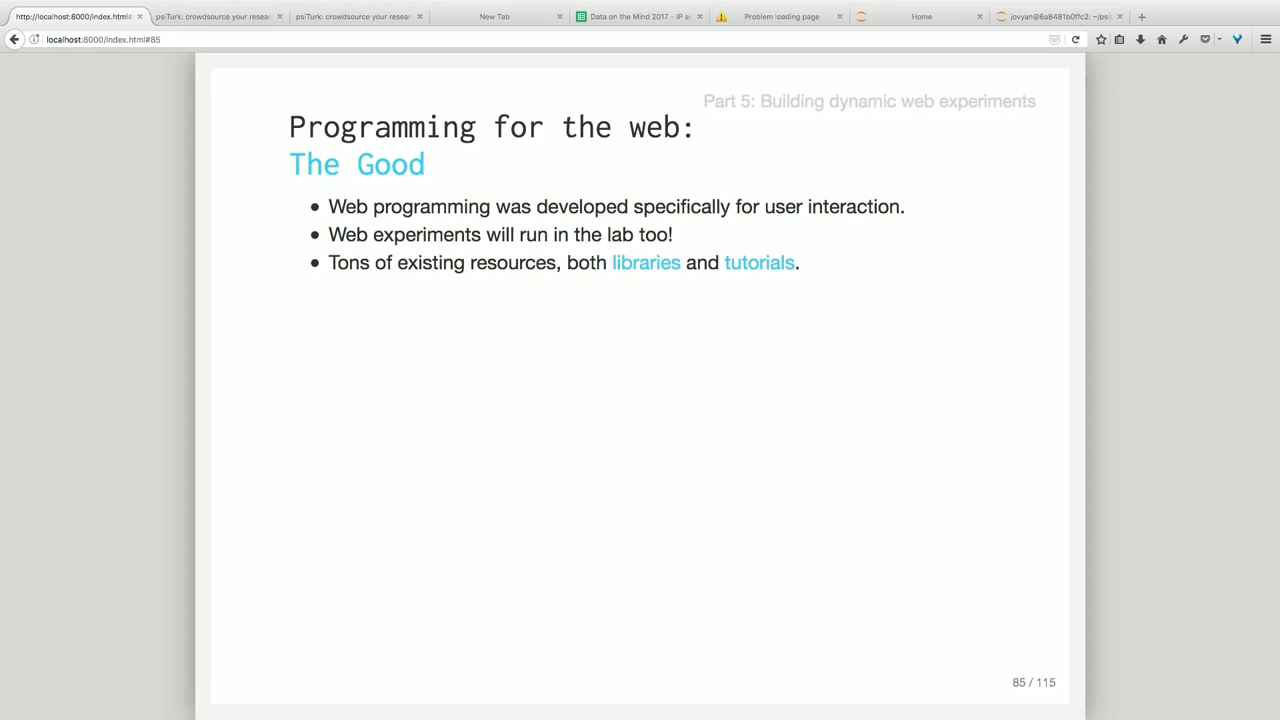 http://localhost:8000/index.html#
psiTurk: crowdsource your resear
psiTurk: crowdsource your resear
New Tab
Data on the Mind 2017 - IP a
Problem loading page
Home
jovyan@6a8481b0ffc2: ~/psi
localhost:8000/index.html#85
Part 5: Building dynamic web experiments
Programming for the web:
The Good
• Web programming was developed specifically for user interaction.
• Web experiments will run in the lab too!
• Tons of existing resources, both libraries and tutorials.
85 / 115